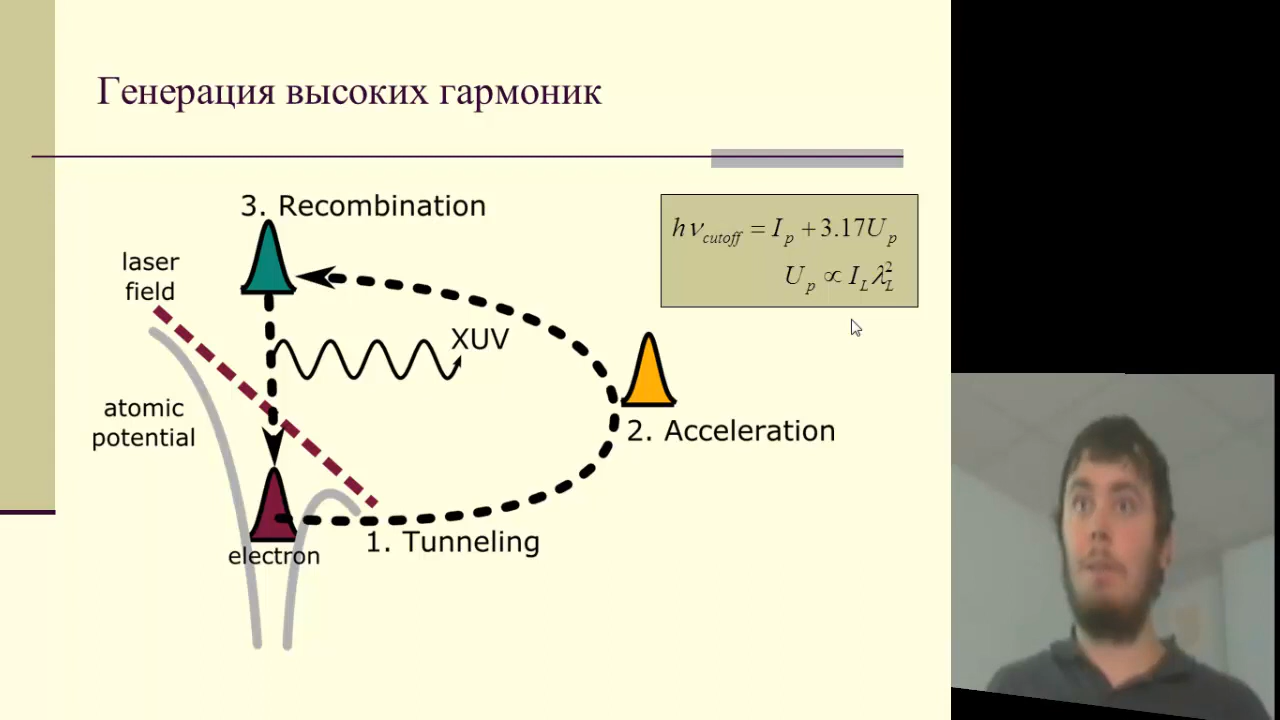 Генерация высоких гармоник
3. Recombination
hν_cutoff = I_p + 3.17U_p
U_p ∝ I_L λ_L^2
laser
field
XUV
atomic
potential
2. Acceleration
1. Tunneling
electron